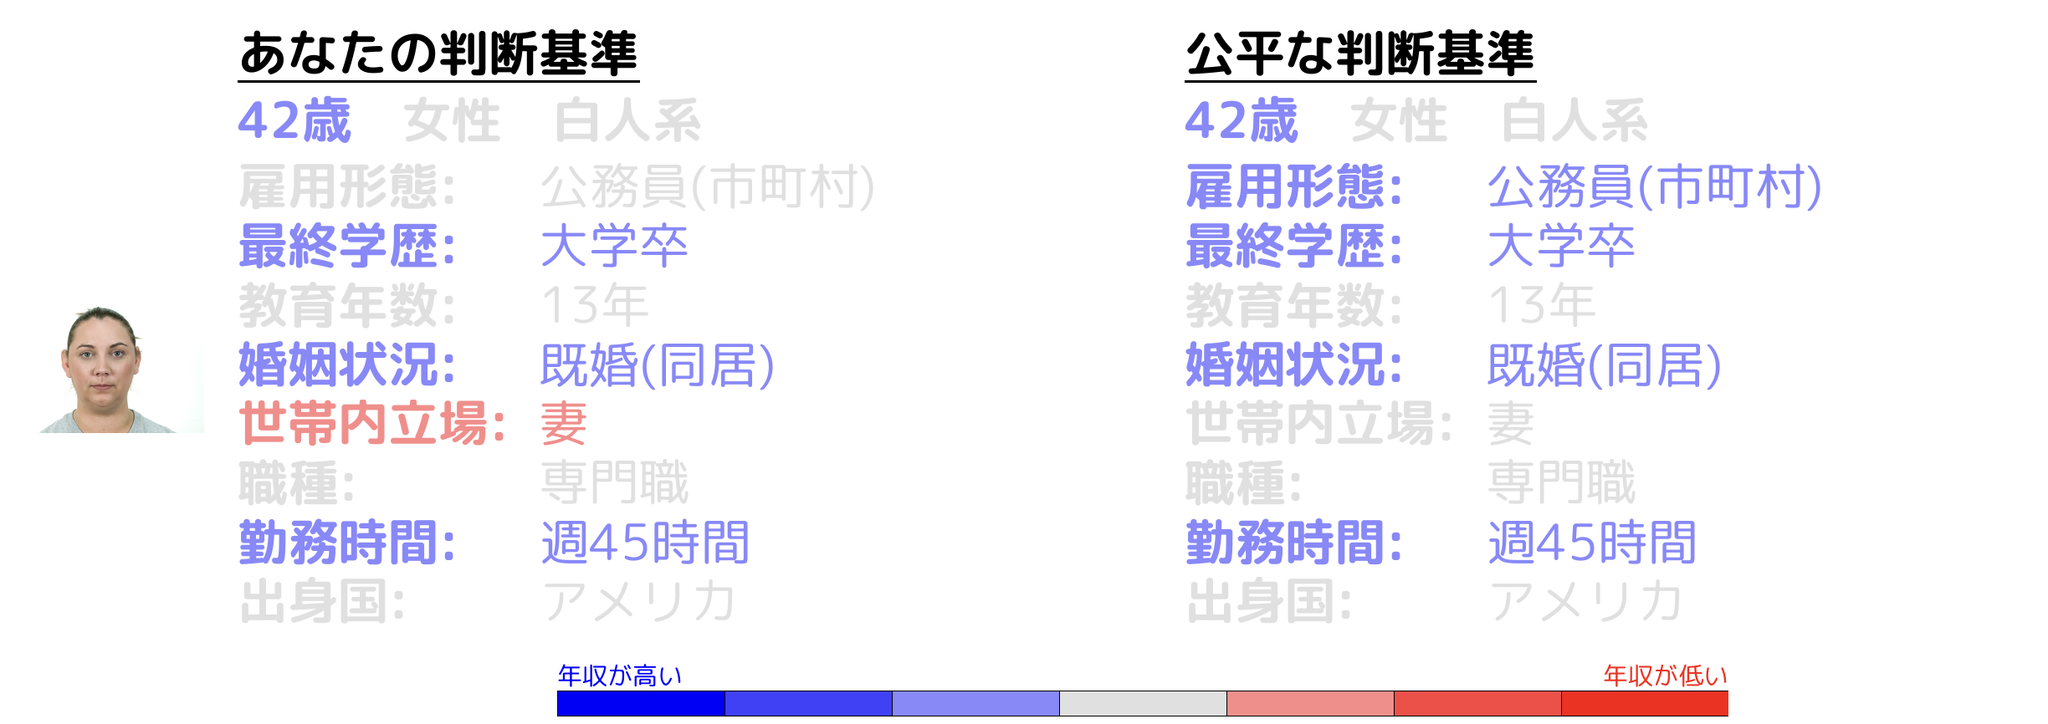 あなたの判断基準
42歳 女性 白人系
雇用形態: 公務員(市町村)
最終学歴: 大学卒
教育年数: 13年
婚姻状況: 既婚(同居)
世帯内立場: 妻
職種: 専門職
勤務時間: 週45時間
出身国: アメリカ
公平な判断基準
42歳 女性 白人系
雇用形態: 公務員(市町村)
最終学歴: 大学卒
教育年数: 13年
婚姻状況: 既婚(同居)
世帯内立場: 妻
職種: 専門職
勤務時間: 週45時間
出身国: アメリカ
年収が高い
年収が低い